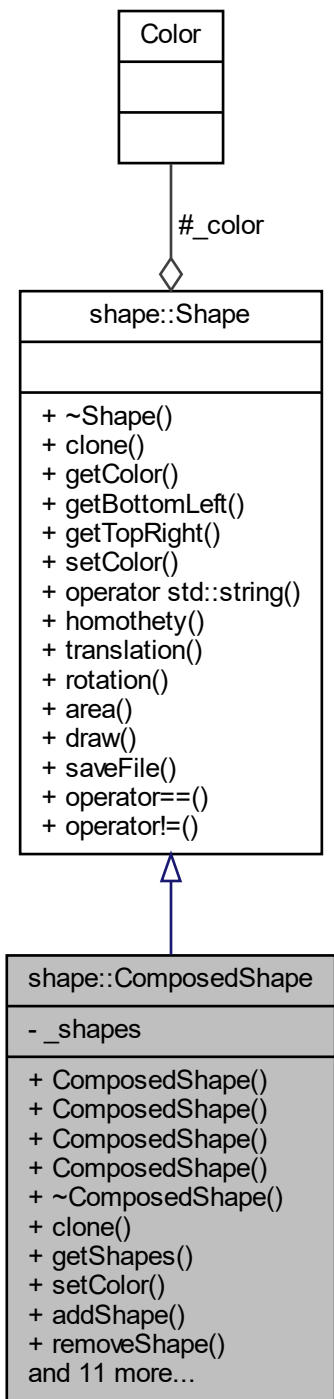 Color
#_color
shape::Shape
+ ~Shape()
+ clone()
+ getColor()
+ getBottomLeft()
+ getTopRight()
+ setColor()
+ operator std::string()
+ homothety()
+ translation()
+ rotation()
+ area()
+ draw()
+ saveFile()
+ operator==()
+ operator!=()
shape::ComposedShape
- _shapes
+ ComposedShape()
+ ComposedShape()
+ ComposedShape()
+ ComposedShape()
+ ~ComposedShape()
+ clone()
+ getShapes()
+ setColor()
+ addShape()
+ removeShape()
and 11 more...